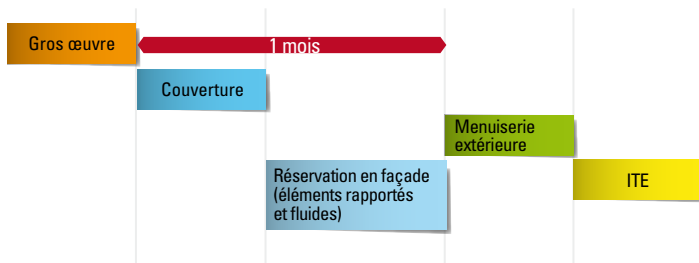 Gros œuvre
1 mois
Couverture
Menuiserie
extérieure
Réservation en façade
(éléments rapportés
et fluides)
ITE